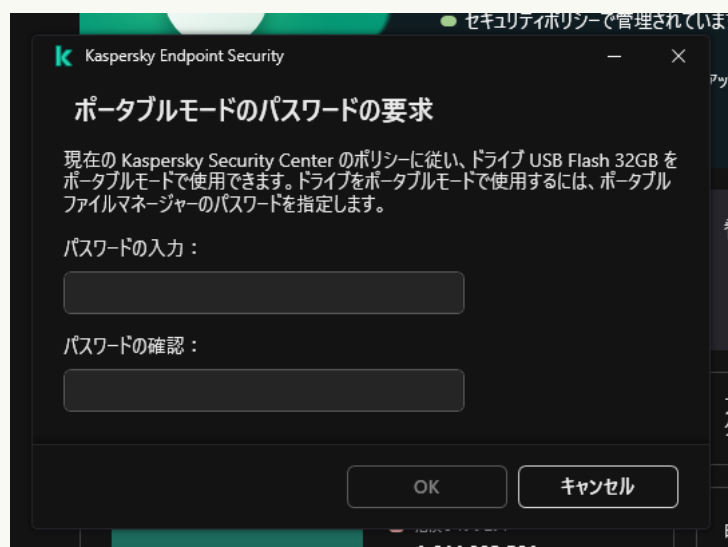 セキュリティポリシーで管理されていま
Kaspersky Endpoint Security
ポータブルモードのパスワードの要求
現在の Kaspersky Security Center のポリシーに従い、ドライブ USB Flash 32GB を
ポータブルモードで使用できます。ドライブをポータブルモードで使用するには、ポータブル
ファイルマネージャーのパスワードを指定します。
パスワードの入力：
パスワードの確認：
OK
キャンセル